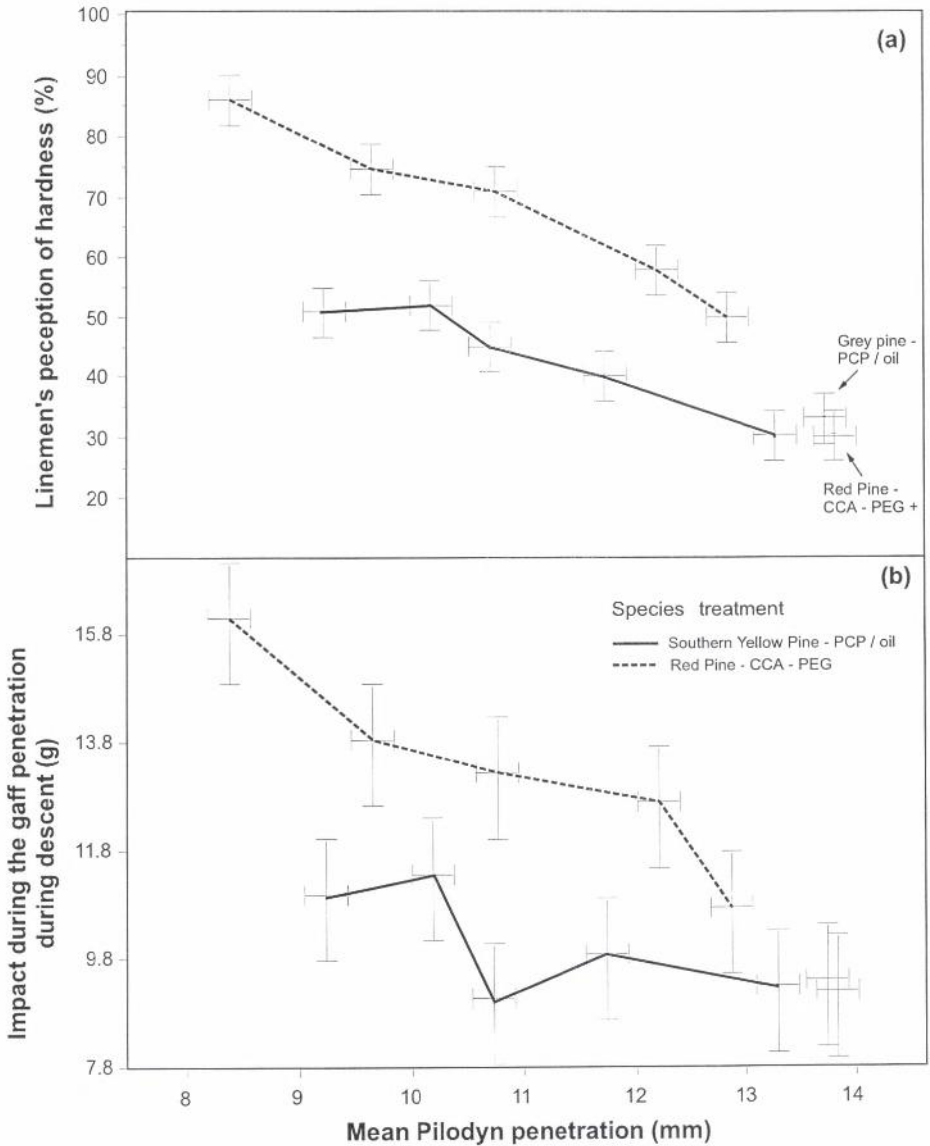 100
90
80
70
60
50
40
30
20
Linemen's peception of hardness (%)
(a)
Grey pine -
PCP / oil
Red Pine -
CCA - PEG +
(b)
Species treatment
Southern Yellow Pine - PCP / oil
Red Pine - CCA - PEG
15.8
13.8
11.8
9.8
7.8
Impact during the gaff penetration
during descent (g)
8 9 10 11 12 13 14
Mean Pilodyn penetration (mm)